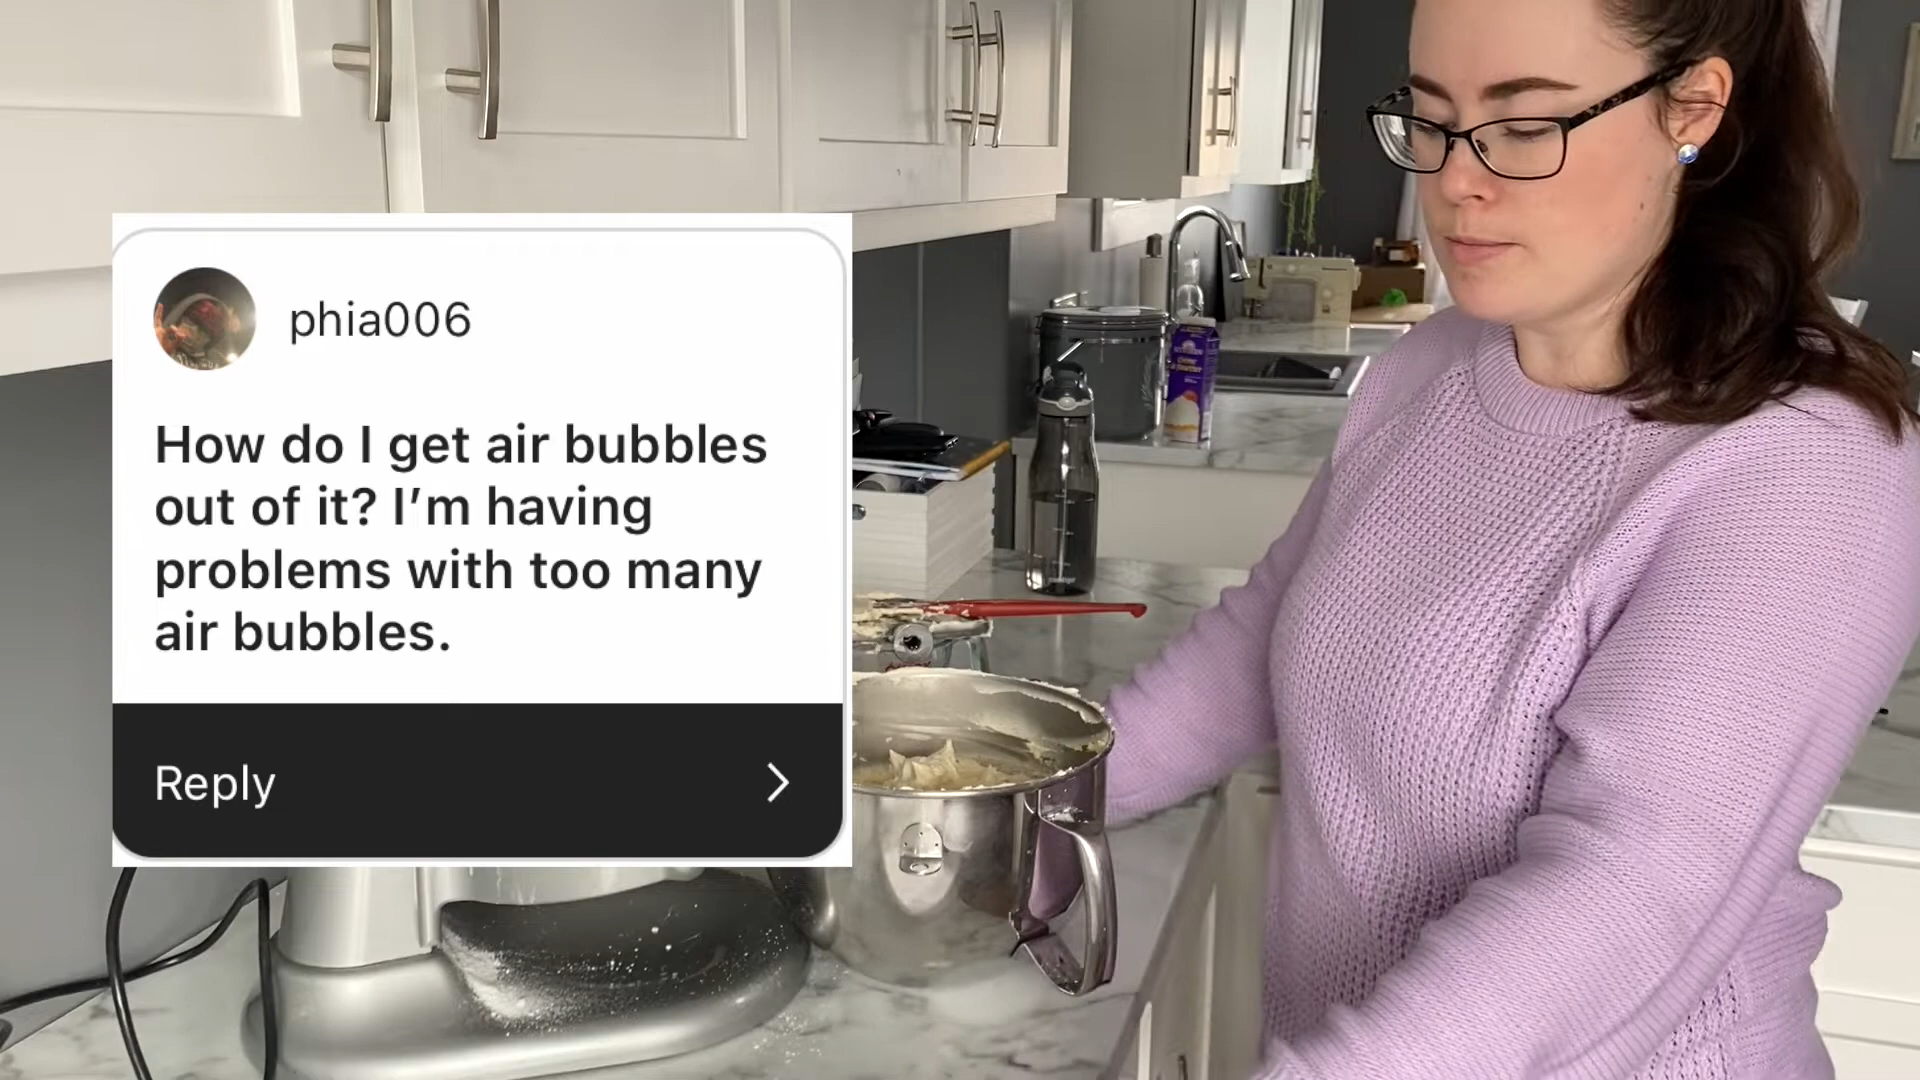 phia006
How do I get air bubbles
out of it? I’m having
problems with too many
air bubbles.
Reply